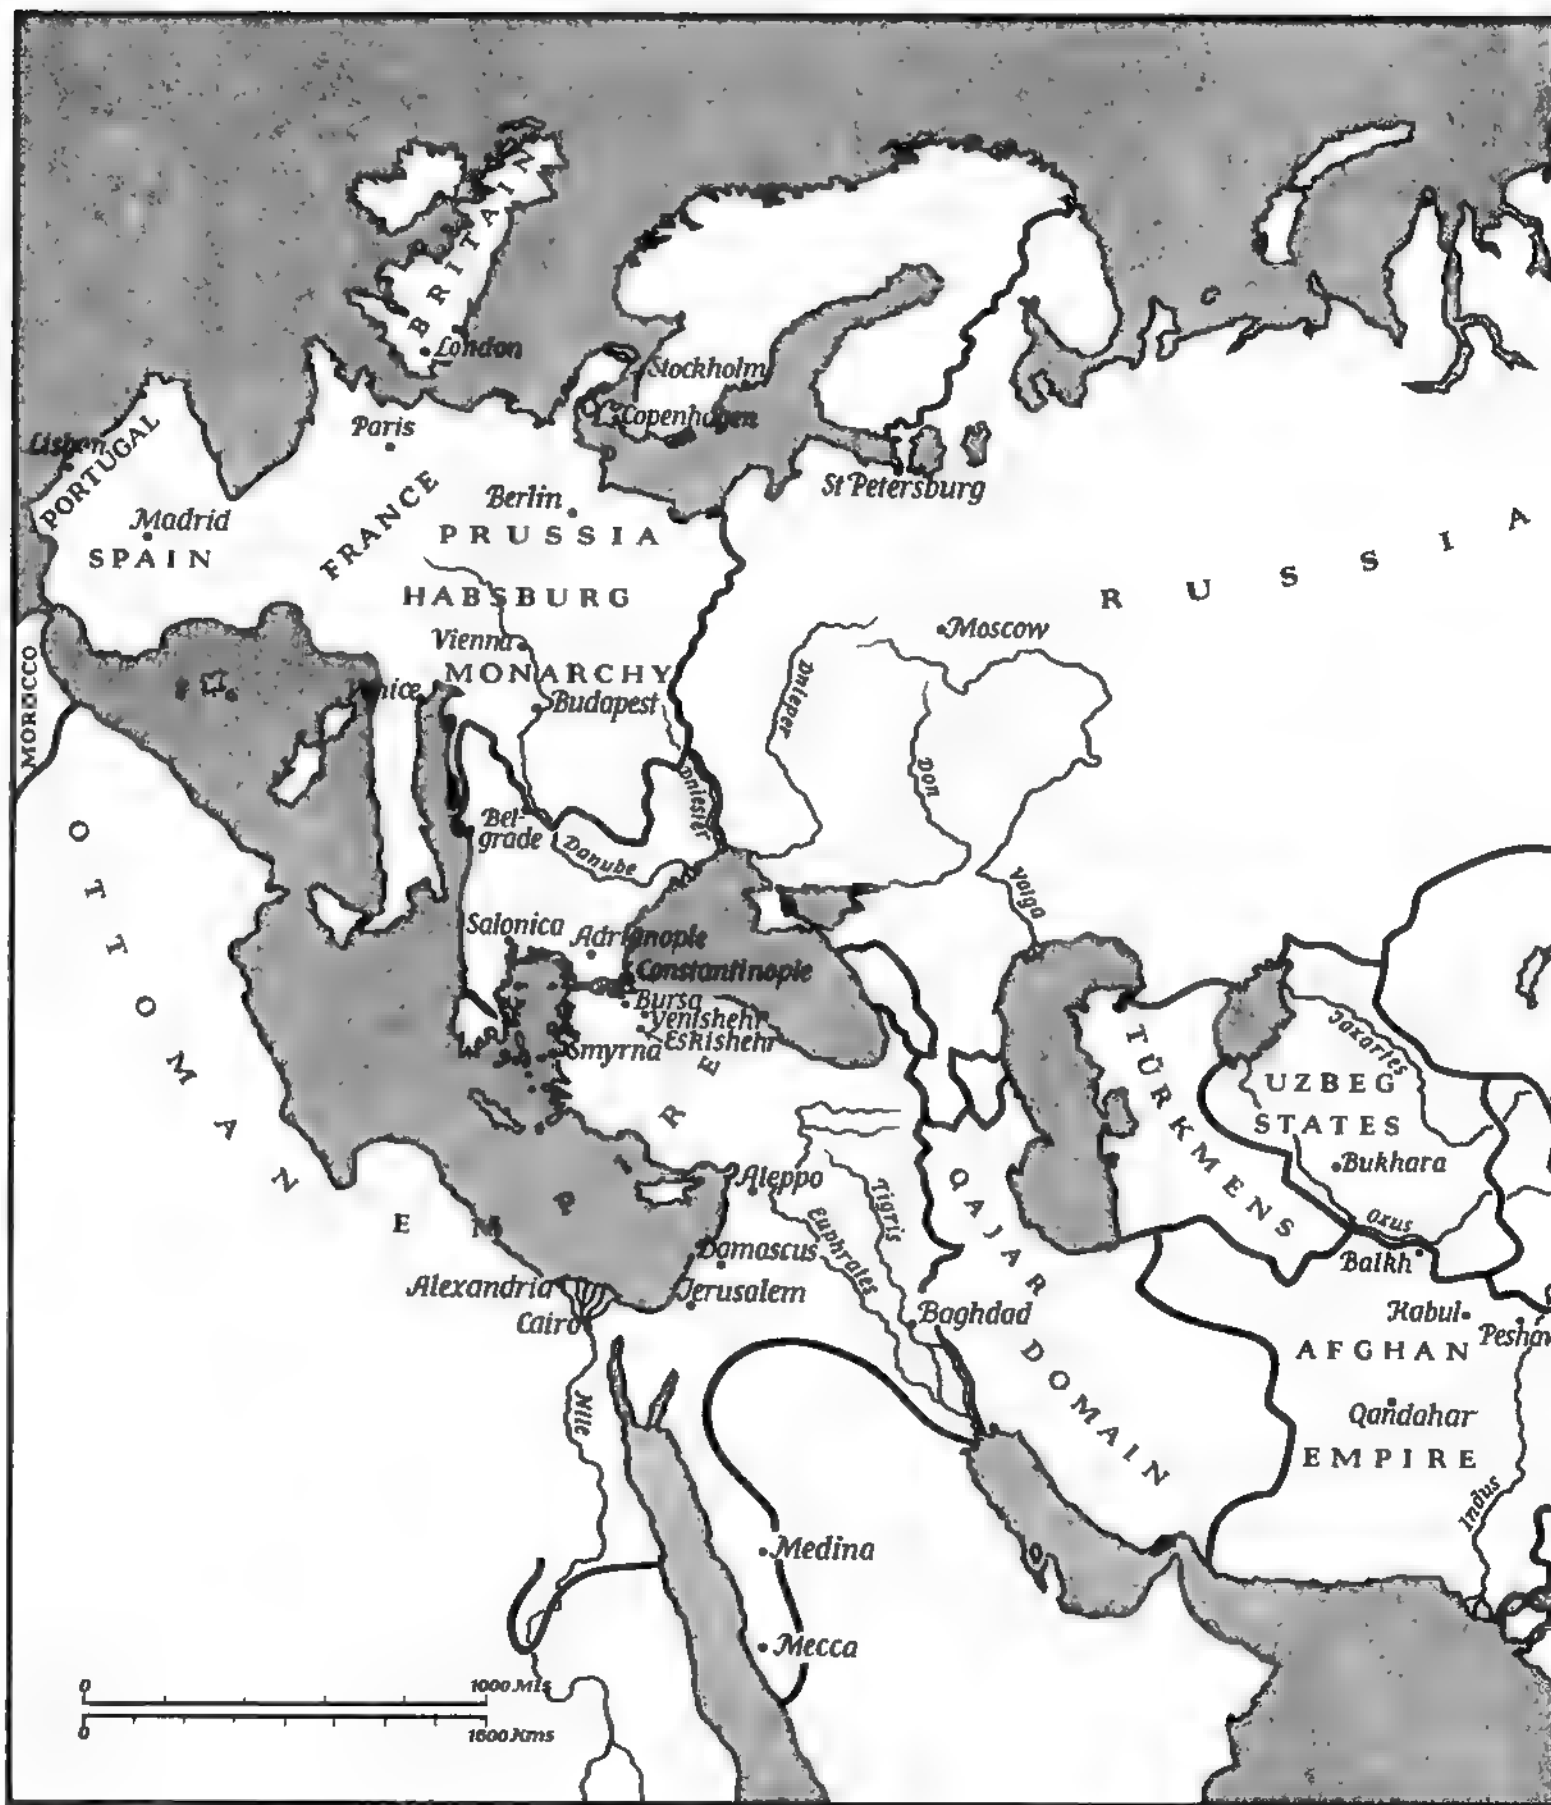 BRITAIN
London
Stockholm
Copenhagen
Lisbon
PORTUGAL
Paris
St Petersburg
Madrid
SPAIN
FRANCE
Berlin
PRUSSIA
RUSSIA
HABSBURG
Vienna
MONARCHY
Moscow
MOROCCO
Budapest
Dnieper
Don
Dniester
Bel-
grade
Danube
Volga
OTTOMAN EMPIRE
Salonica
Adrianople
Constantinople
Bursa
Yenishehr
Eskishehr
Smyrna
TÜRKMENS
Jaxartes
UZBEG
STATES
Bukhara
Oxus
Balkh
Aleppo
Tigris
Euphrates
QAJAR DOMAIN
Damascus
Alexandria
Jerusalem
Cairo
Baghdad
Kabul
AFGHAN
Qandahar
EMPIRE
Nile
Indus
Medina
Mecca
0 1000 Mls
0 1600 Kms